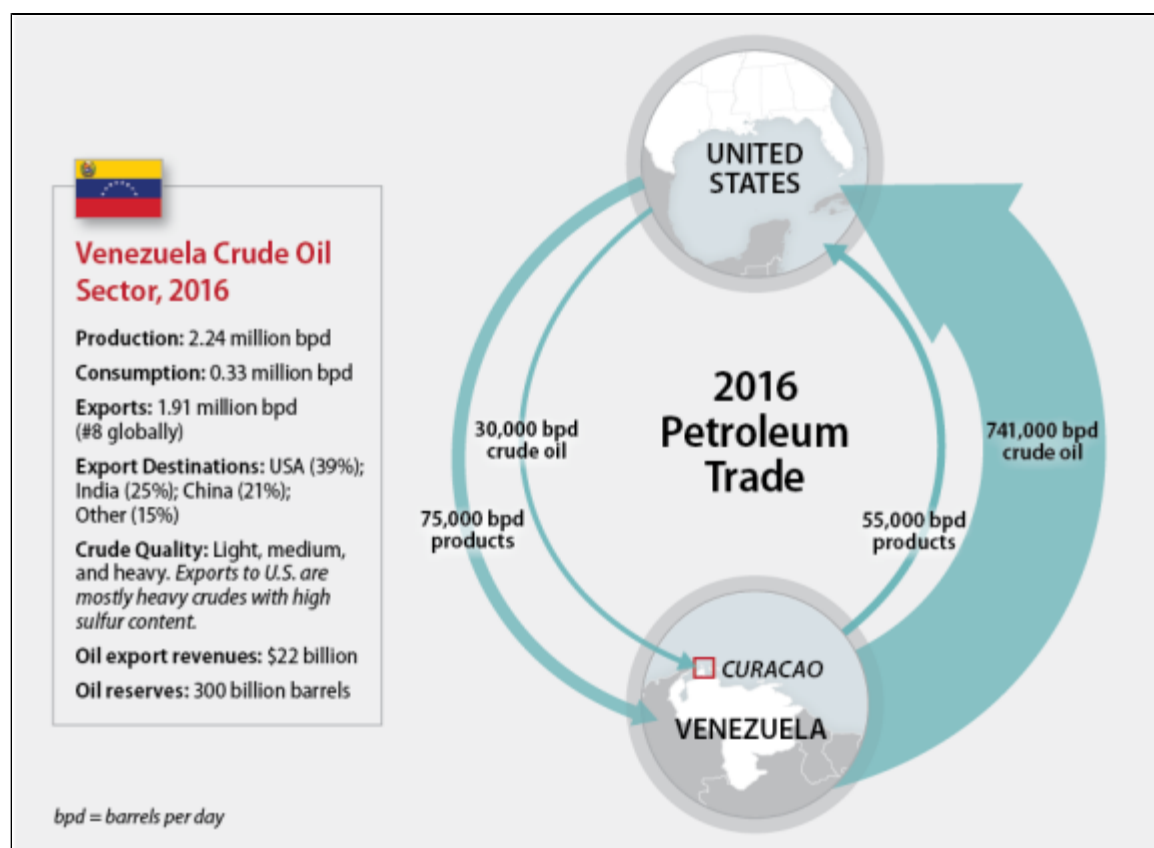 Venezuela Crude Oil
Sector, 2016
Production: 2.24 million bpd
Consumption: 0.33 million bpd
Exports: 1.91 million bpd
(#8 globally)
Export Destinations: USA (39%);
India (25%); China (21%);
Other (15%)
Crude Quality: Light, medium,
and heavy. Exports to U.S. are
mostly heavy crudes with high
sulfur content.
Oil export revenues: $22 billion
Oil reserves: 300 billion barrels
bpd = barrels per day
UNITED
STATES
2016
Petroleum
Trade
30,000 bpd
crude oil
741,000 bpd
crude oil
75,000 bpd
products
55,000 bpd
products
CURACAO
VENEZUELA